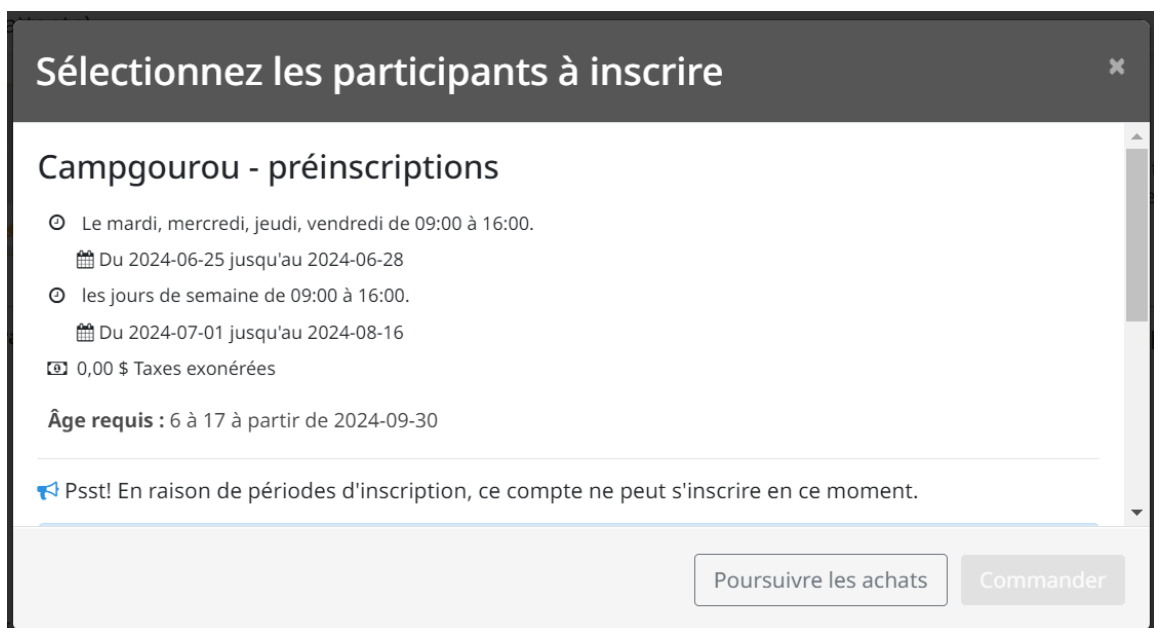 Sélectionnez les participants à inscrire
×
Campgourou - préinscriptions
Le mardi, mercredi, jeudi, vendredi de 09:00 à 16:00.
Du 2024-06-25 jusqu'au 2024-06-28
les jours de semaine de 09:00 à 16:00.
Du 2024-07-01 jusqu'au 2024-08-16
0,00 $ Taxes exonérées
Âge requis : 6 à 17 à partir de 2024-09-30
Psst! En raison de périodes d'inscription, ce compte ne peut s'inscrire en ce moment.
Poursuivre les achats
Commander